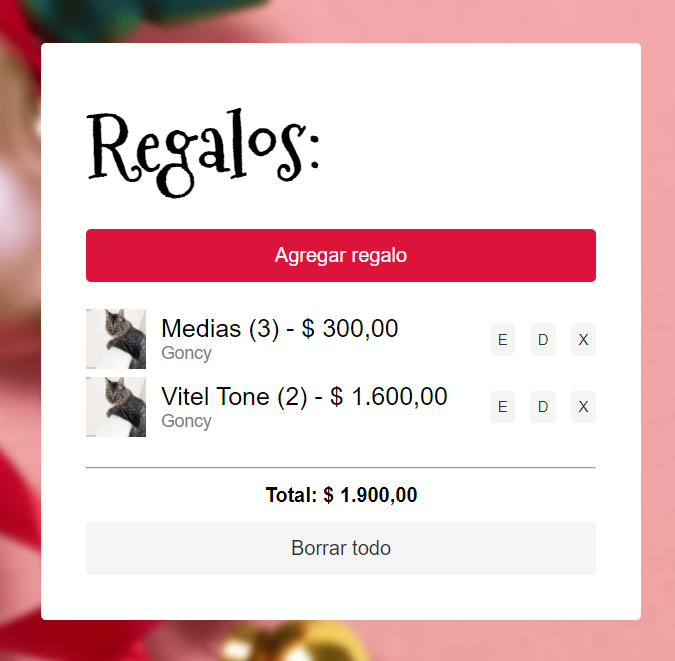 Regalos:
Agregar regalo
Medias (3) - $ 300,00
Goncy
E D X
Vitel Tone (2) - $ 1.600,00
Goncy
E D X
Total: $ 1.900,00
Borrar todo